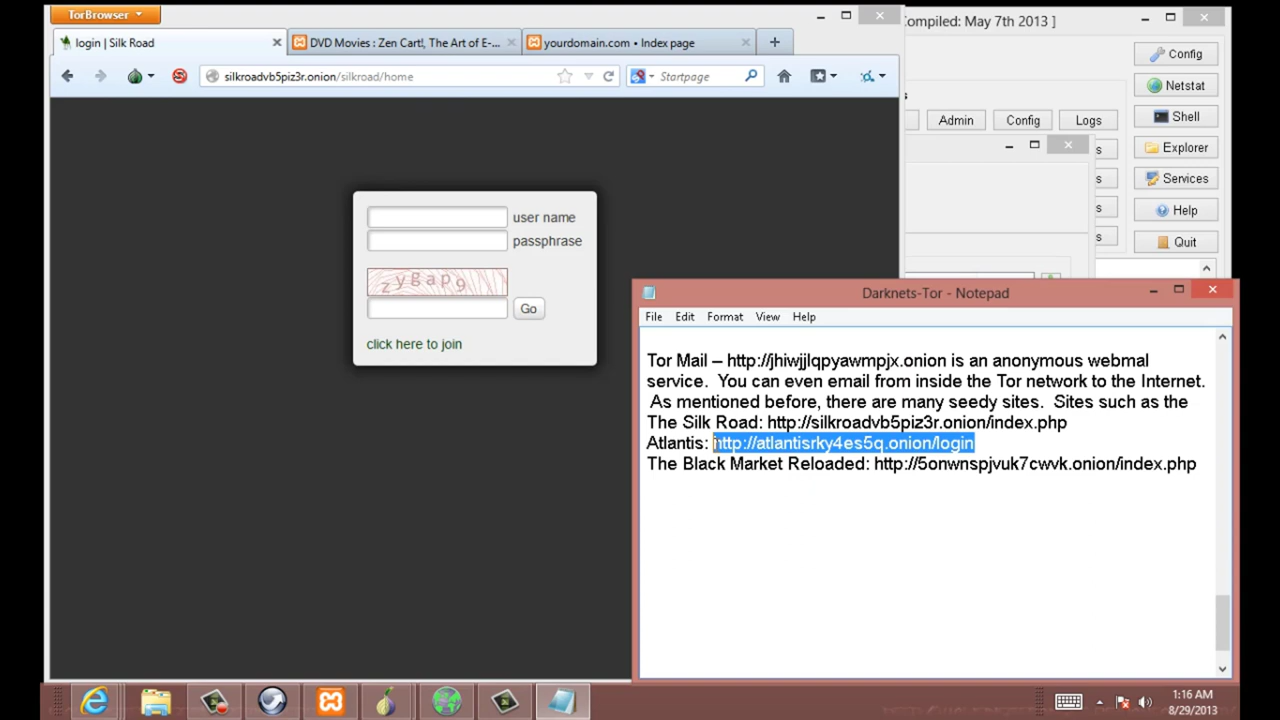 TorBrowser
Compiled: May 7th 2013 ]
login | Silk Road
DVD Movies : Zen Cart!, The Art of E-...
yourdomain.com • Index page
silkroadvb5piz3r.onion/silkroad/home
Startpage
Config
Netstat
Admin
Config
Logs
Shell
Explorer
Services
Help
Quit
user name
passphrase
zygap9
Go
click here to join
Darknets-Tor - Notepad
File Edit Format View Help
Tor Mail – http://jhiwjjlqpyawmpjx.onion is an anonymous webmal
service. You can even email from inside the Tor network to the Internet.
As mentioned before, there are many seedy sites. Sites such as the
The Silk Road: http://silkroadvb5piz3r.onion/index.php
Atlantis: http://atlantisrky4es5q.onion/login
The Black Market Reloaded: http://5onwnspjvuk7cwvk.onion/index.php
1:16 AM
8/29/2013